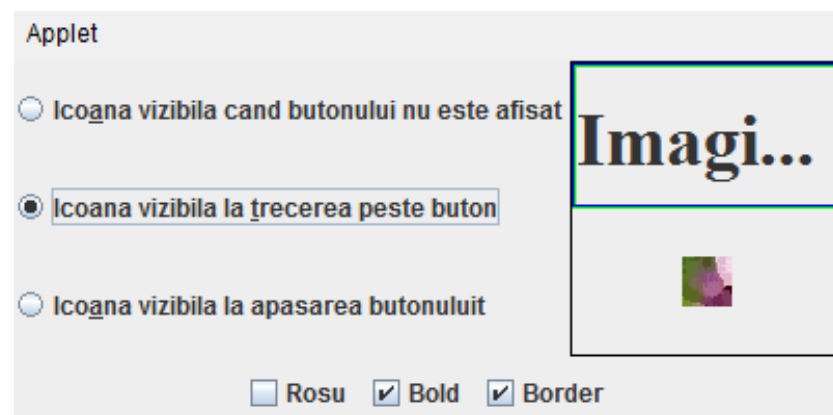 Applet
Icoana vizibila cand butonului nu este afisat
Imagi...
Icoana vizibila la trecerea peste buton
Icoana vizibila la apasarea butonuluit
Rosu Bold Border